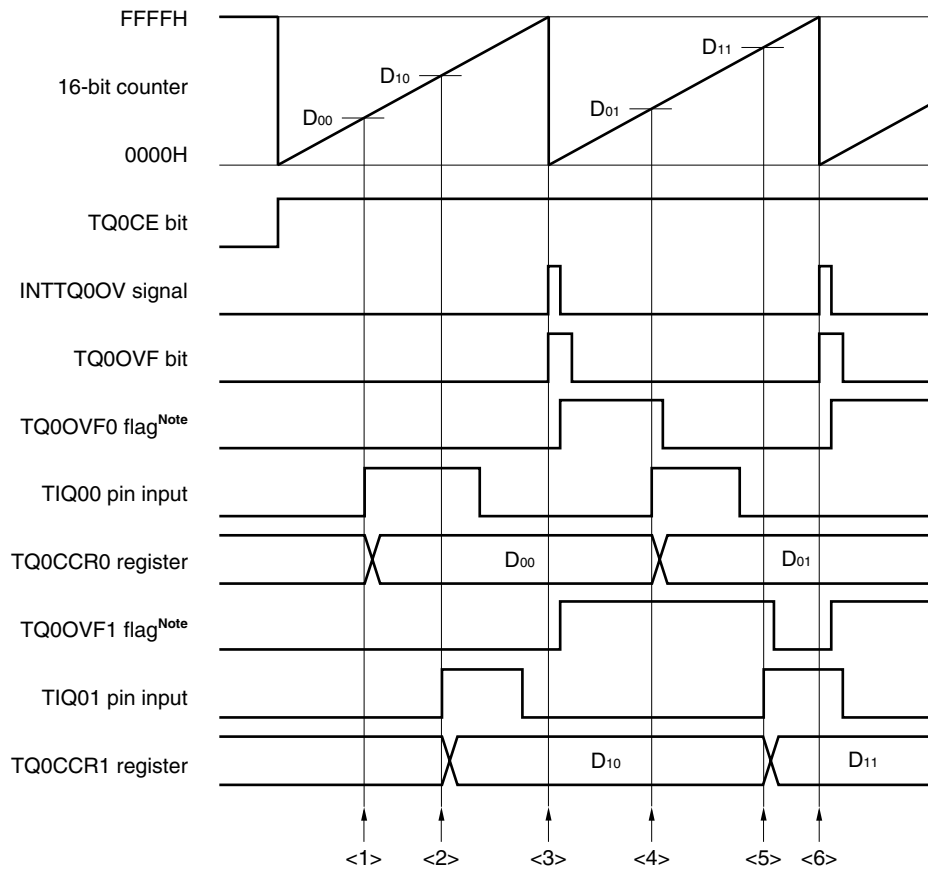 FFFFH
D11
D10
16-bit counter
D01
D00
0000H
TQ0CE bit
INTTQ0OV signal
TQ0OVF bit
TQ0OVF0 flagNote
TIQ00 pin input
TQ0CCR0 register
D00
D01
TQ0OVF1 flagNote
TIQ01 pin input
TQ0CCR1 register
D10
D11
<1> <2> <3> <4> <5> <6>